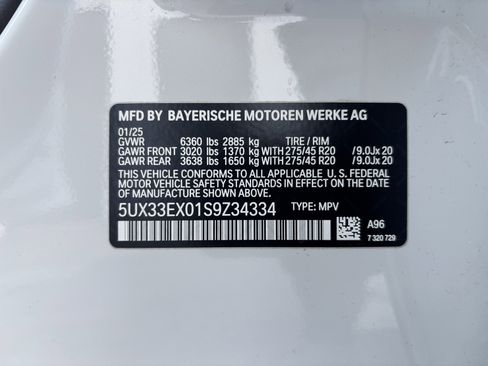 MFD BY BAYERISCHE MOTOREN WERKE AG
01/25
GVWR 6360 lbs 2885 kg TIRE / RIM
GAWR FRONT 3020 lbs 1370 kg WITH 275/45 R20 /9.0Jx 20
GAWR REAR 3638 lbs 1650 kg WITH 275/45 R20 /9.0Jx 20
THIS VEHICLE CONFORMS TO ALL APPLICABLE U. S. FEDERAL
MOTOR VEHICLE SAFETY STANDARDS IN EFFECT ON THE DATE
OF MANUFACTURE SHOWN ABOVE.
5UX33EX01S9Z34334 TYPE: MPV
A96
7 320 729